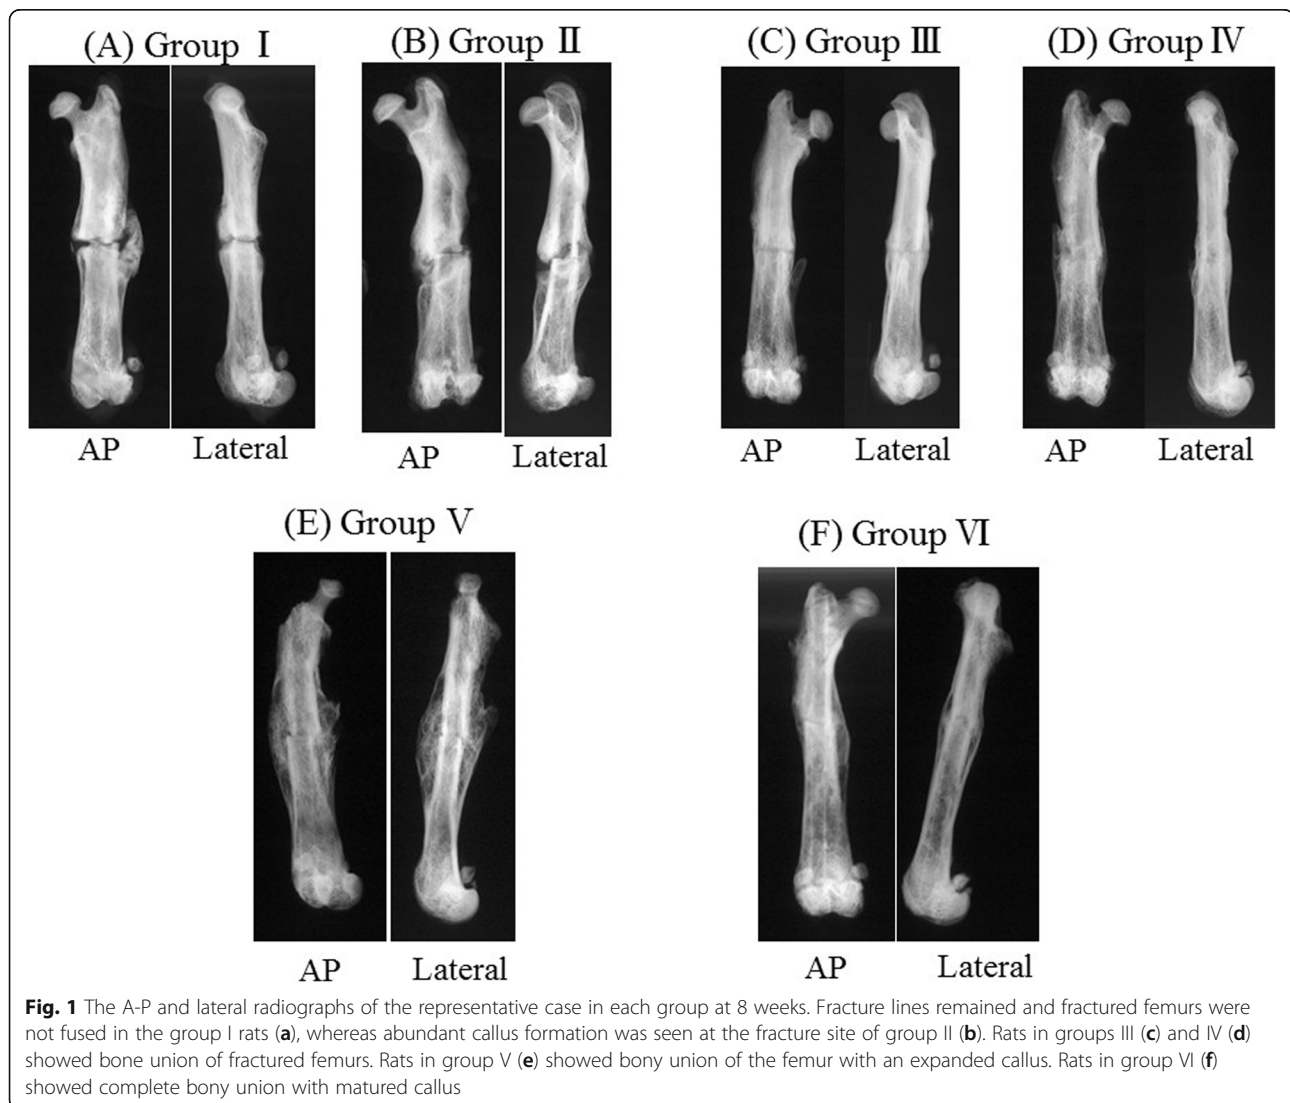 (A) Group Ⅰ
(B) Group Ⅱ
(C) Group Ⅲ
(D) Group Ⅳ
AP
Lateral
AP
Lateral
AP
Lateral
AP
Lateral
(E) Group Ⅴ
(F) Group Ⅵ
AP
Lateral
AP
Lateral
Fig. 1 The A-P and lateral radiographs of the representative case in each group at 8 weeks. Fracture lines remained and fractured femurs were
not fused in the group I rats (a), whereas abundant callus formation was seen at the fracture site of group II (b). Rats in groups III (c) and IV (d)
showed bone union of fractured femurs. Rats in group V (e) showed bony union of the femur with an expanded callus. Rats in group VI (f)
showed complete bony union with matured callus